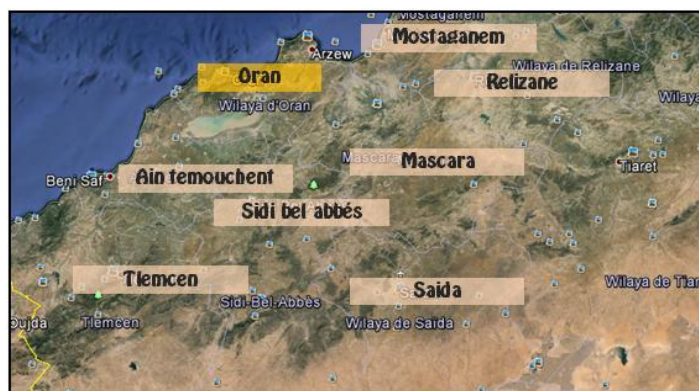 Mostaganem
Mostaganem
Arzew
Oran
Wilaya de Relizane
Relizane
Wilaya d'Oran
Wilaya
Mascara
Mascara
Tiaret
Beni Saf
Ain temouchent
Sidi bel abbés
Tlemcen
Wilaya de Tiar
Saida
Sidi-Bel-Abbès
Oujda
Tlemcen
Wilaya de Saida